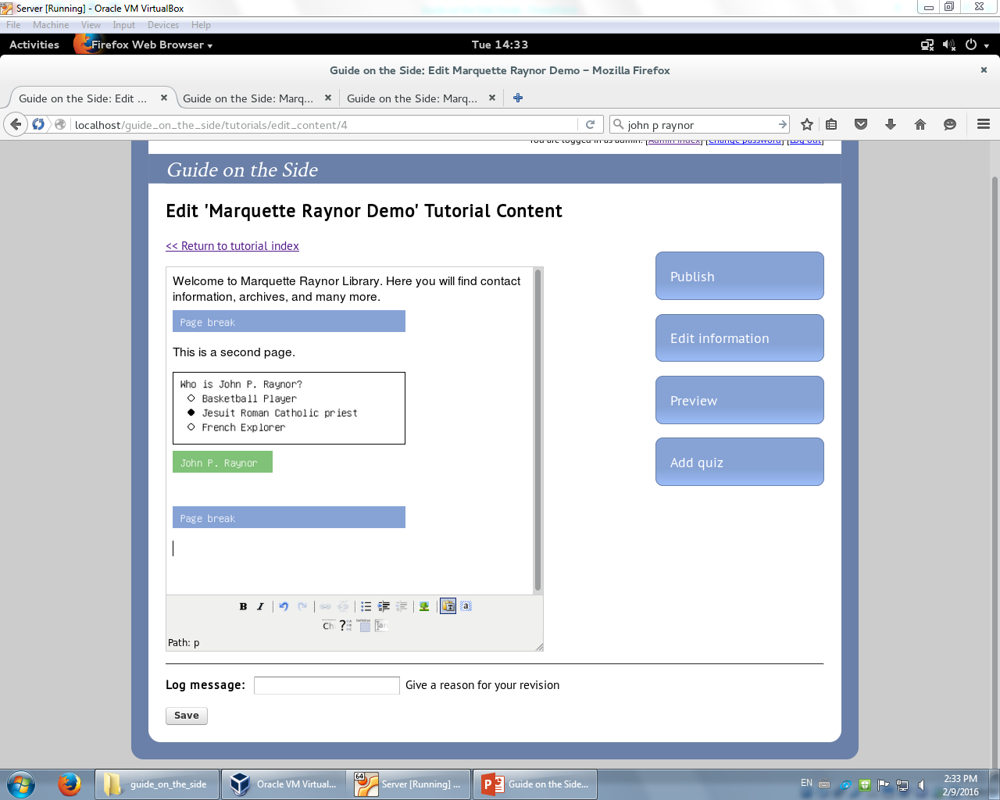 Server [Running] - Oracle VM VirtualBox
File Machine View Input Devices Help
Activities Firefox Web Browser Tue 14:33
Guide on the Side: Edit Marquette Raynor Demo – Mozilla Firefox
Guide on the Side: Edit ... Guide on the Side: Marq... Guide on the Side: Marq...
localhost/guide_on_the_side/tutorials/edit_content/4 john p raynor
You are logged in as admin. [Admin index] [Change password] [Log out]
Guide on the Side
Edit 'Marquette Raynor Demo' Tutorial Content
<< Return to tutorial index
Welcome to Marquette Raynor Library. Here you will find contact
information, archives, and many more.
Page break
This is a second page.
Who is John P. Raynor?
Basketball Player
Jesuit Roman Catholic priest
French Explorer
John P. Raynor
Page break
Publish
Edit information
Preview
Add quiz
Path: p
Log message: Give a reason for your revision
Save
guide_on_the_side Oracle VM Virtual... 64 Server [Running] ... Guide on the Side... EN 2:33 PM
2/9/2016